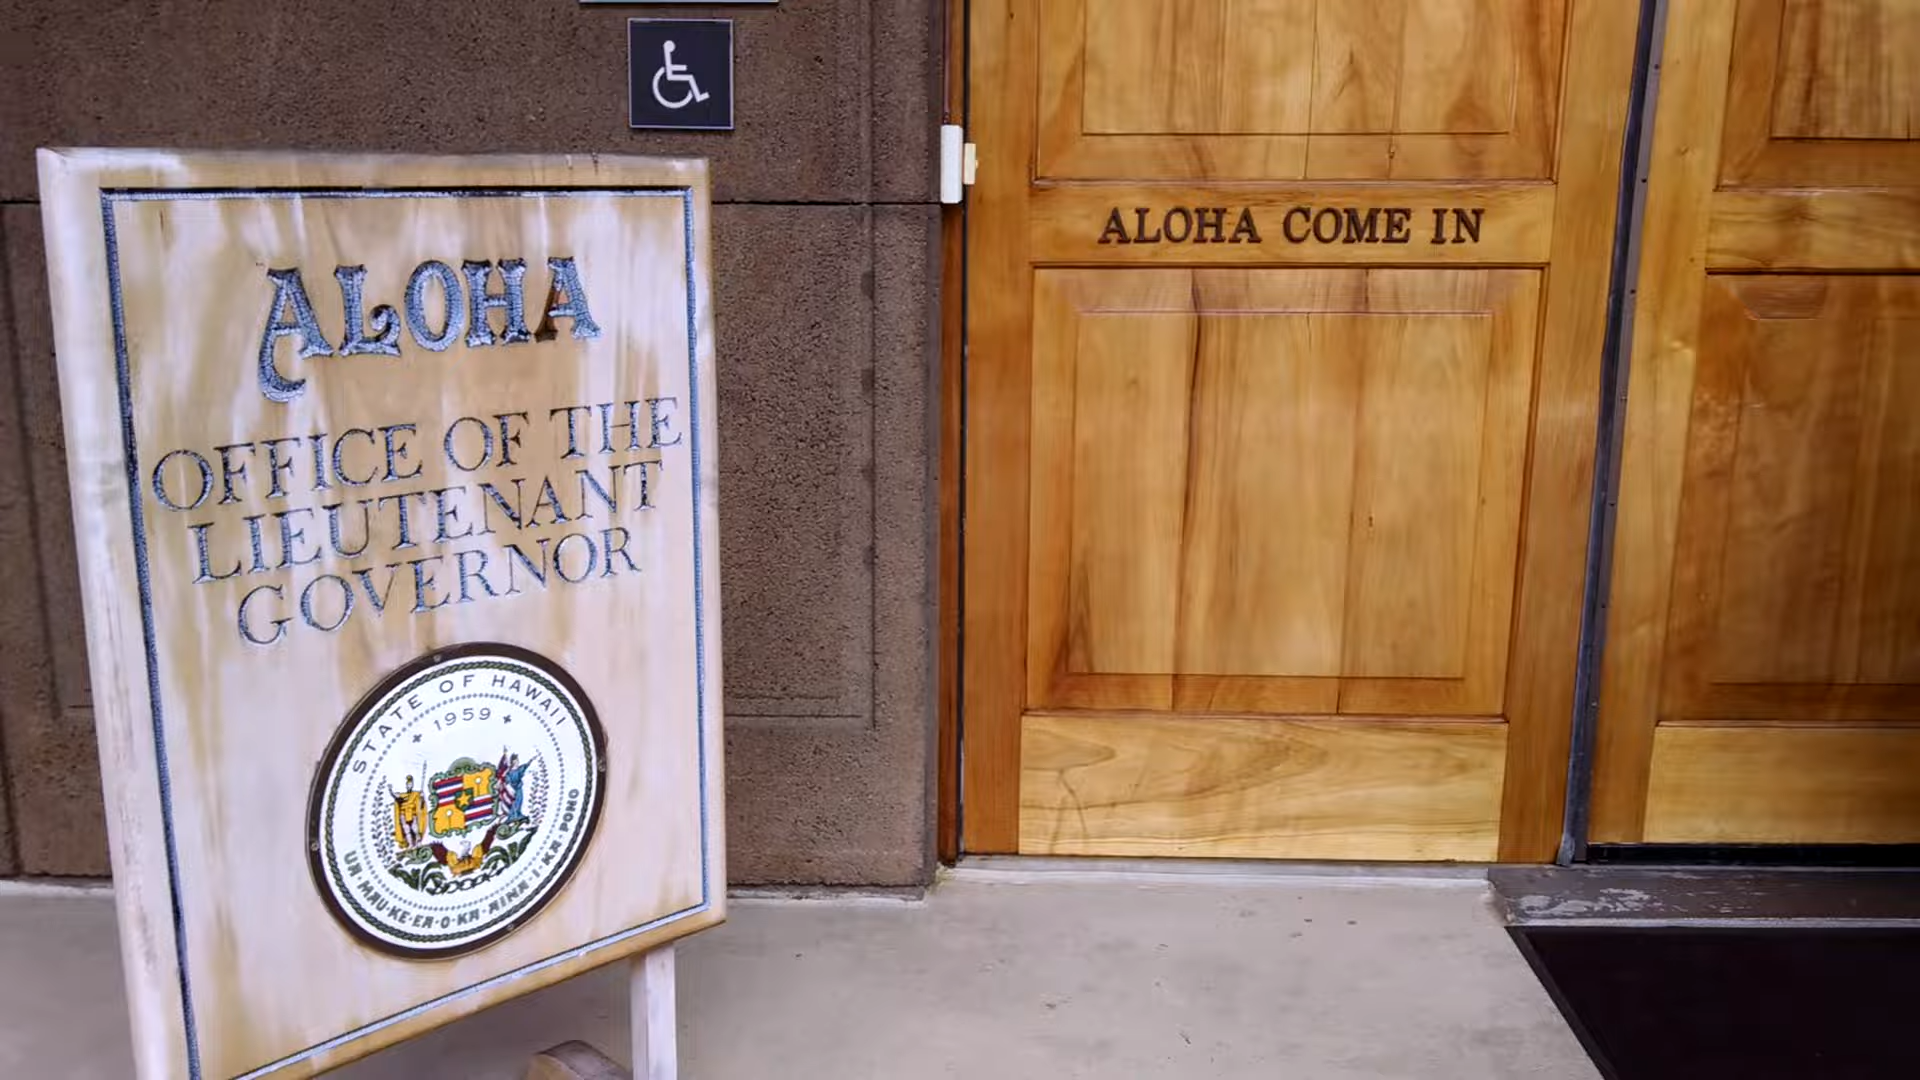 ALOHA
OFFICE OF THE
LIEUTENANT
GOVERNOR
STATE OF HAWAII
1959
UA·MAU·KE·EA·O·KA·AINA·I·KA·PONO
ALOHA COME IN